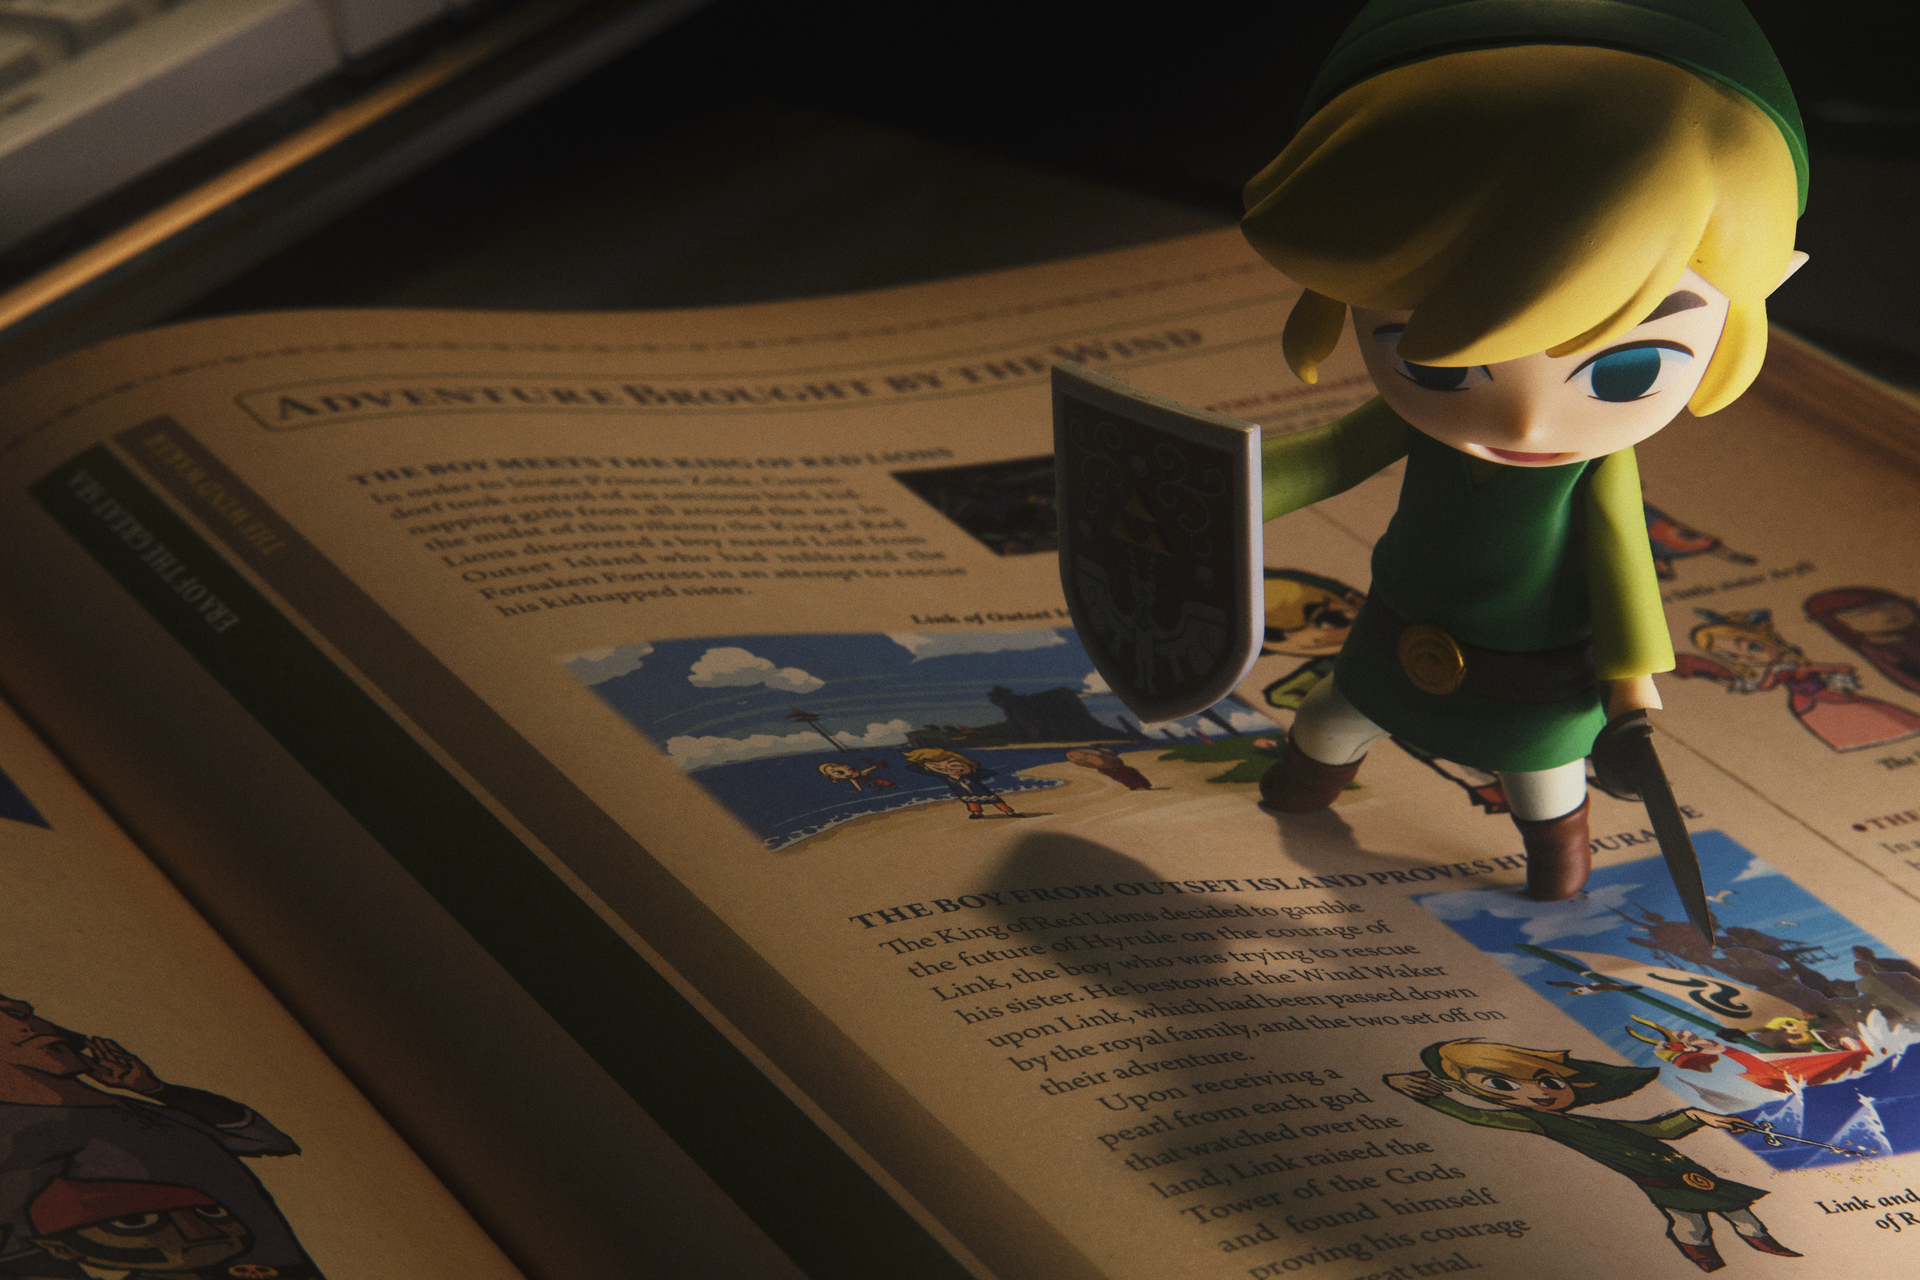 ADVENTURE BROUGHT BY THE WIND
THE WIND WAKER
ERA OF THE GREAT SEA
THE BOY MEETS THE KING OF RED LIONS
In order to locate Princess Zelda, Ganon-
dorf took control of an ominous bird, kid-
napping girls from all around the sea. In
the midst of this villainy, the King of Red
Lions discovered a boy named Link from
Outset Island who had infiltrated the
Forsaken Fortress in an attempt to rescue
his kidnapped sister.
Link of Outset
little sister
THE BOY FROM OUTSET ISLAND PROVES HIS COURAGE
The King of Red Lions decided to gamble
the future of Hyrule on the courage of
Link, the boy who was trying to rescue
his sister. He bestowed the Wind Waker
upon Link, which had been passed down
by the royal family, and the two set off on
their adventure.
Upon receiving a
pearl from each god
that watched over the
land, Link raised the
Tower of the Gods
and found himself
proving his courage
trial.
Link and
of R
The
• THE
In